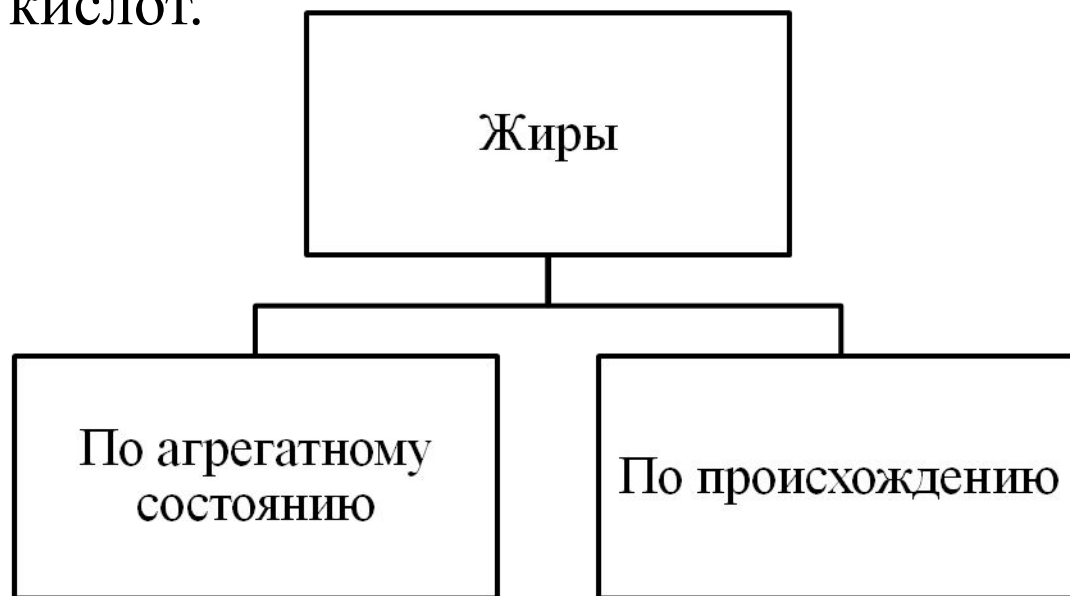 кислот.
Жиры
По агрегатному
состоянию
По происхождению